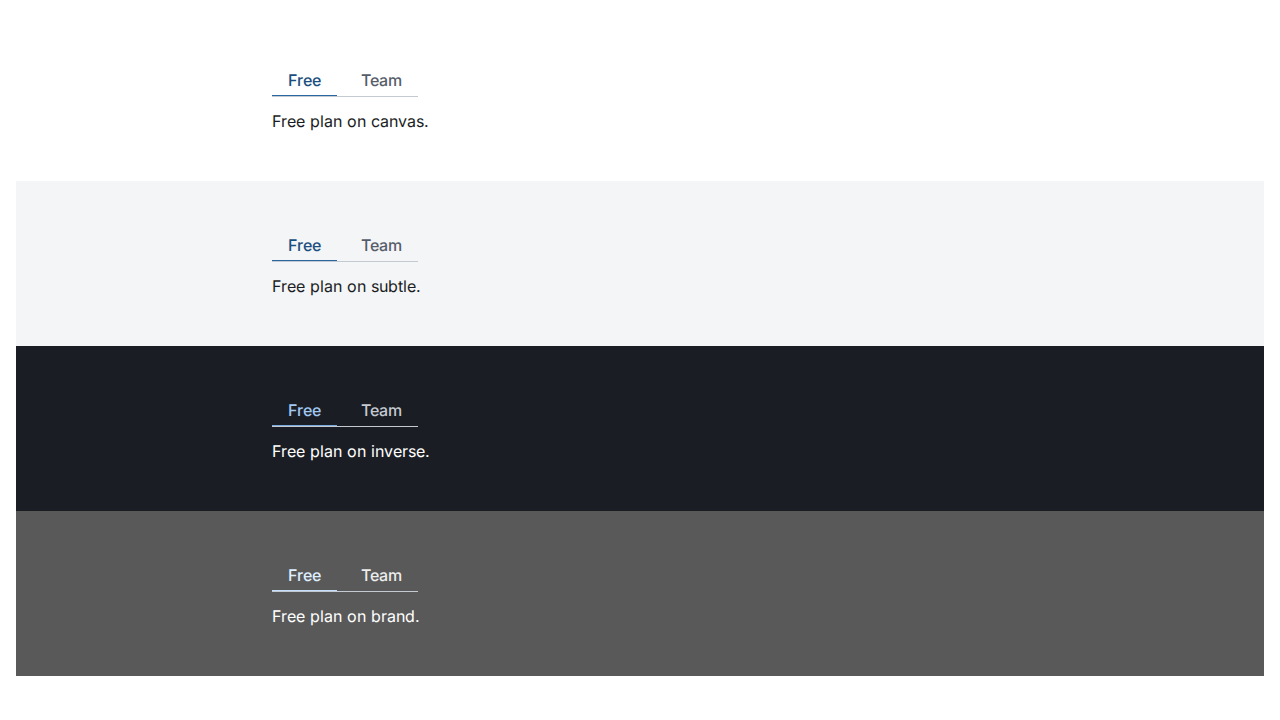 Free Team
Free plan on canvas.
Free Team
Free plan on subtle.
Free Team
Free plan on inverse.
Free Team
Free plan on brand.